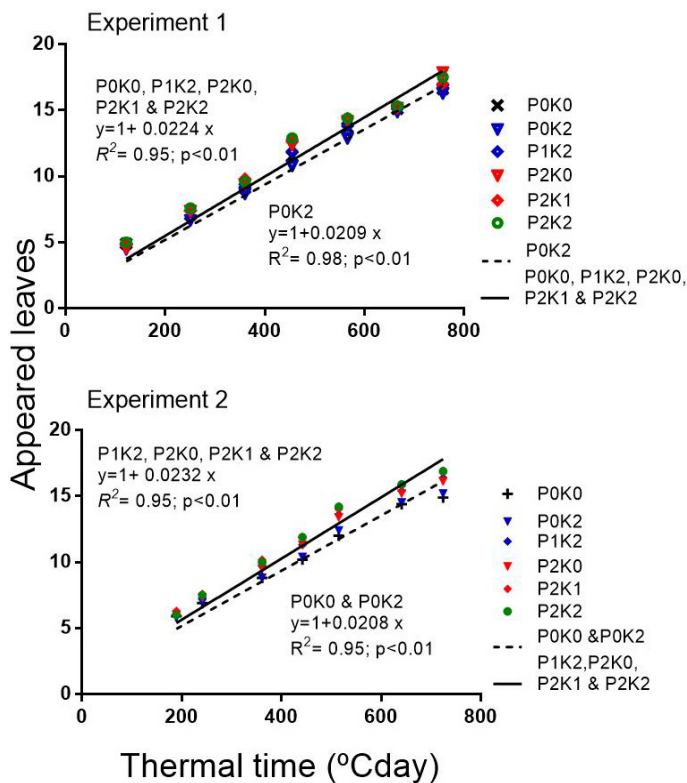 Experiment 1
20
15
10
5
0
0 200 400 600 800
P0K0, P1K2, P2K0,
P2K1 & P2K2
y=1+ 0.0224 x
R²= 0.95; p<0.01
P0K2
y=1+0.0209 x
R²= 0.98; p<0.01
P0K0
P0K2
P1K2
P2K0
P2K1
P2K2
P0K2
P0K0, P1K2, P2K0,
P2K1 & P2K2
Appeared leaves
Experiment 2
20
15
10
5
0
0 200 400 600 800
P1K2, P2K0, P2K1 & P2K2
y=1+ 0.0232 x
R²= 0.95; p<0.01
P0K0 & P0K2
y=1+0.0208 x
R²= 0.95; p<0.01
P0K0
P0K2
P1K2
P2K0
P2K1
P2K2
P0K0 &P0K2
P1K2,P2K0,
P2K1 & P2K2
Thermal time (ºCday)